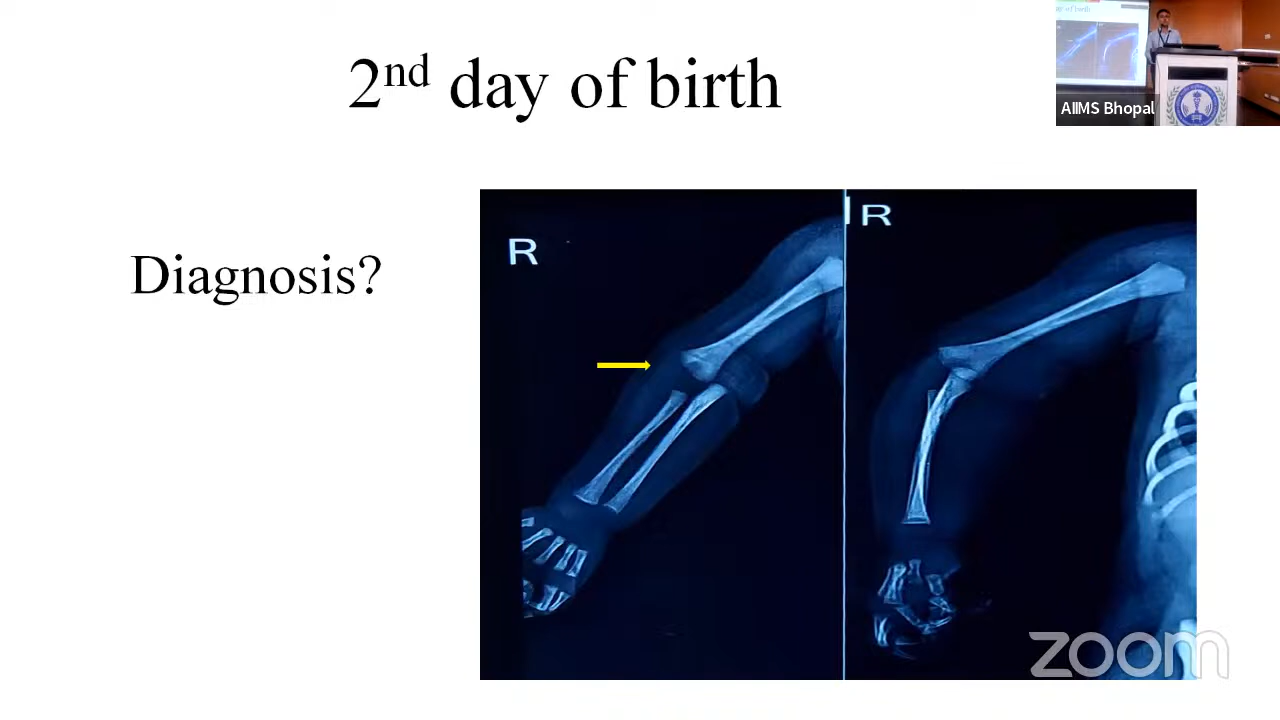 2nd day of birth
AIIMS Bhopal
Diagnosis?
R
R
zoom